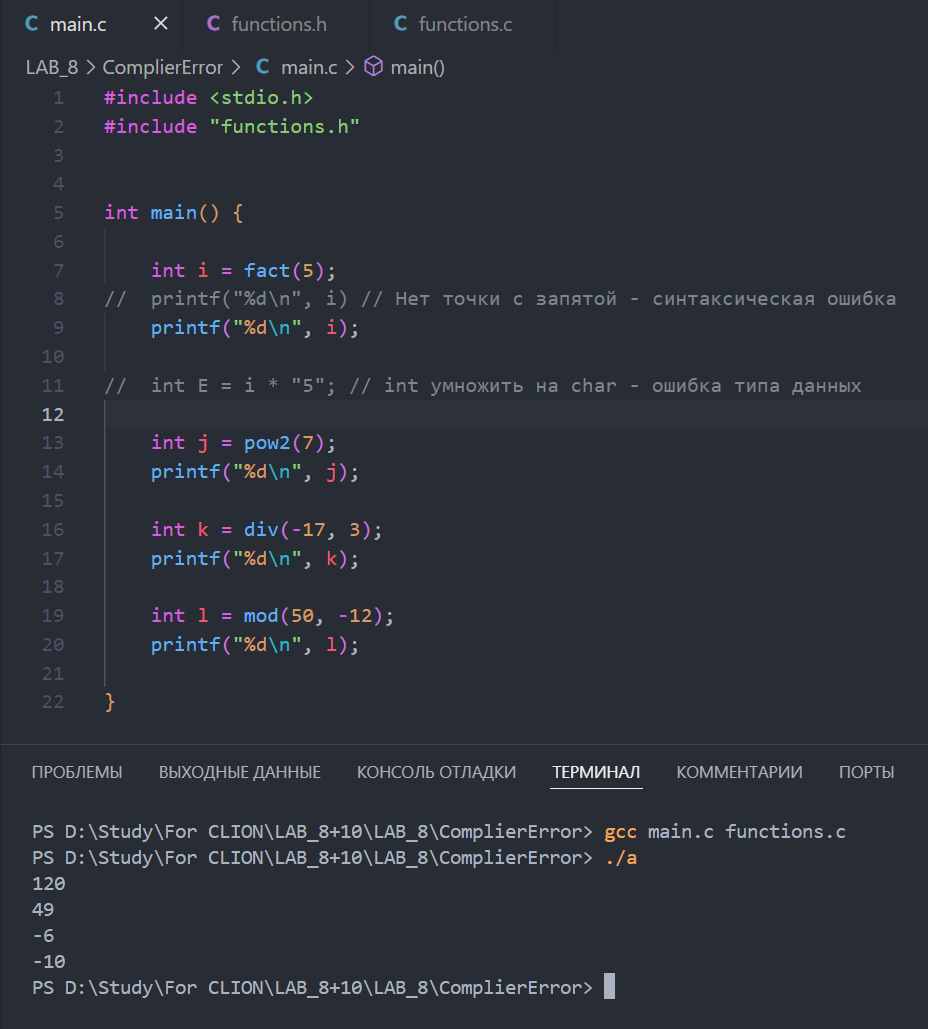 main.c functions.h functions.c
LAB_8 > ComplierError > main.c > main()
1 #include <stdio.h>
2 #include "functions.h"
3
4
5 int main() {
6
7     int i = fact(5);
8 //  printf("%d\n", i) // Нет точки с запятой - синтаксическая ошибка
9     printf("%d\n", i);
10
11 //  int E = i * "5"; // int умножить на char - ошибка типа данных
12
13     int j = pow2(7);
14     printf("%d\n", j);
15
16     int k = div(-17, 3);
17     printf("%d\n", k);
18
19     int l = mod(50, -12);
20     printf("%d\n", l);
21
22 }
ПРОБЛЕМЫ ВЫХОДНЫЕ ДАННЫЕ КОНСОЛЬ ОТЛАДКИ ТЕРМИНАЛ КОММЕНТАРИИ ПОРТЫ
PS D:\Study\For CLION\LAB_8+10\LAB_8\ComplierError> gcc main.c functions.c
PS D:\Study\For CLION\LAB_8+10\LAB_8\ComplierError> ./a
120
49
-6
-10
PS D:\Study\For CLION\LAB_8+10\LAB_8\ComplierError>